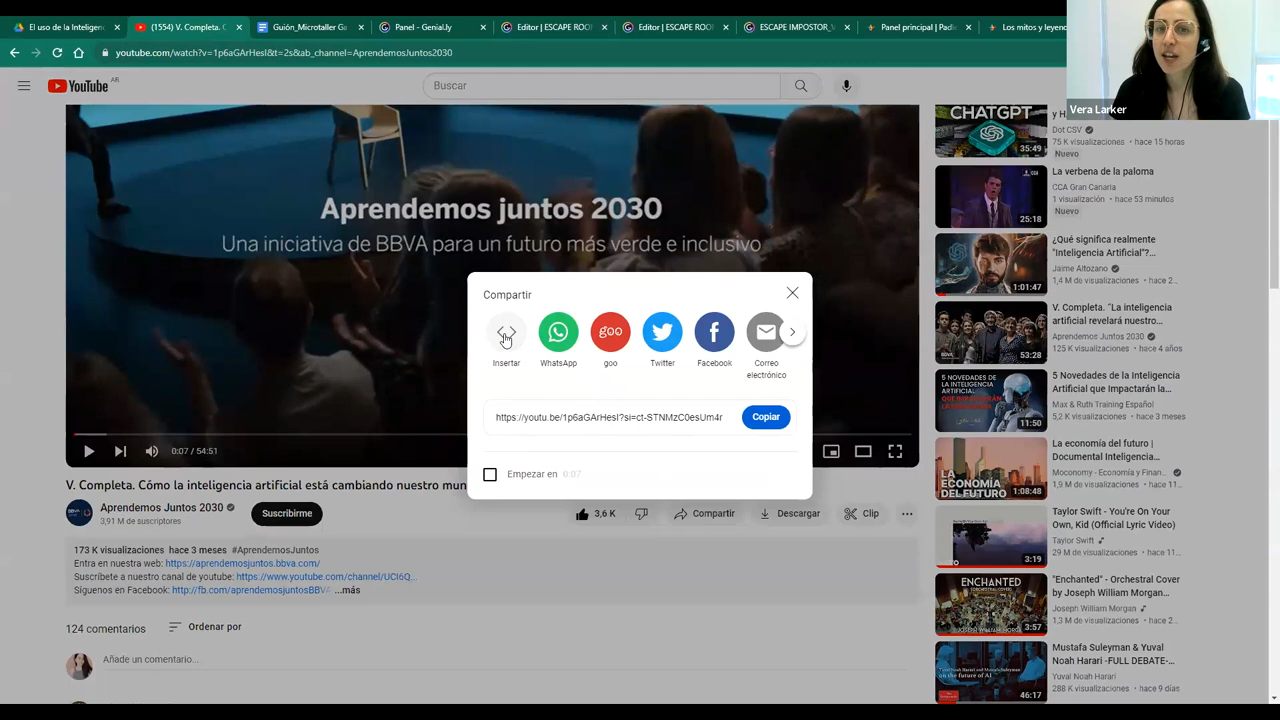 El uso de la Inteligenc
(1554) V. Completa. C
Guión_Microtaller Ga
Panel - Genial.ly
Editor | ESCAPE ROO
Editor | ESCAPE ROO
ESCAPE IMPOSTOR_V
Panel principal | Padl
Los mitos y leyend
youtube.com/watch?v=1p6aGArHesI&t=2s&ab_channel=AprendemosJuntos2030
Vera Larker
YouTube AR
Buscar
Aprendemos juntos 2030
Una iniciativa de BBVA para un futuro más verde e inclusivo
Compartir
Insertar
WhatsApp
goo
goo
Twitter
Facebook
Correo
electrónico
https://youtu.be/1p6aGArHesI?si=ct-STNMzC0esUm4r
Copiar
Empezar en 0:07
0:07 / 54:51
V. Completa. Cómo la inteligencia artificial está cambiando nuestro mun
Aprendemos Juntos 2030
3,91 M de suscriptores
Suscribirme
3,6 K
Compartir
Descargar
Clip
173 K visualizaciones hace 3 meses #AprendemosJuntos
Entra en nuestra web: https://aprendemosjuntos.bbva.com/
Suscríbete a nuestro canal de youtube: https://www.youtube.com/channel/UCI6Q...
Síguenos en Facebook: http://fb.com/aprendemosjuntosBBVA ...más
124 comentarios
Ordenar por
Añade un comentario...
CHATGPT
35:49
y H
Dot CSV
75 K visualizaciones • hace 15 horas
Nuevo
25:18
La verbena de la paloma
CCA Gran Canaria
1 visualización • hace 53 minutos
Nuevo
1:01:47
¿Qué significa realmente
"Inteligencia Artificial"?...
Jaime Altozano
1,4 M de visualizaciones • hace 2...
53:28
V. Completa. "La inteligencia
artificial revelará nuestro...
Aprendemos Juntos 2030
125 K visualizaciones • hace 4 años
5 NOVEDADES DE LA
INTELIGENCIA
ARTIFICIAL
11:50
5 Novedades de la Inteligencia
Artificial que Impactarán la...
Max & Ruth Training Español
5,2 K visualizaciones • hace 3 meses
LA
ECONOMÍA
DEL FUTURO
1:08:48
La economía del futuro |
Documental Inteligencia...
Moconomy - Economía y Finan...
1,9 M de visualizaciones • hace 11...
3:19
Taylor Swift - You're On Your
Own, Kid (Official Lyric Video)
Taylor Swift
29 M de visualizaciones • hace 11...
ENCHANTED
3:57
"Enchanted" - Orchestral Cover
by Joseph William Morgan...
Joseph William Morgan
1,3 M de visualizaciones • hace 2...
46:17
Mustafa Suleyman & Yuval
Noah Harari -FULL DEBATE-...
Yuval Noah Harari
288 K visualizaciones • hace 9 días